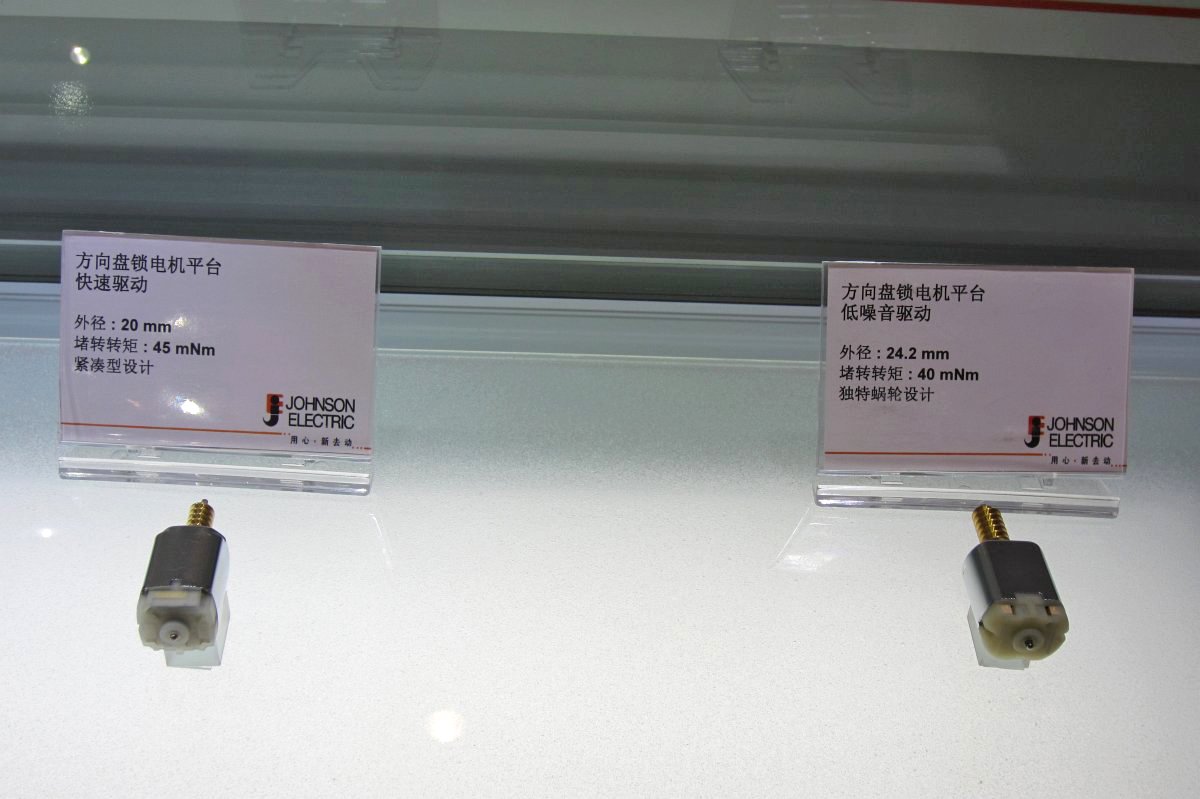 方向盘锁电机平台
快速驱动
外径：20 mm
堵转转矩：45 mNm
紧凑型设计
JOHNSON
ELECTRIC
用心·新去动
方向盘锁电机平台
低噪音驱动
外径：24.2 mm
堵转转矩：40 mNm
独特蜗轮设计
JOHNSON
ELECTRIC
用心·新去动